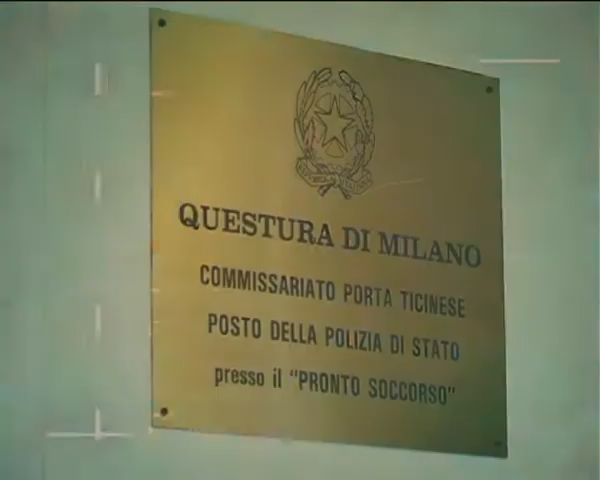 QUESTURA DI MILANO
COMMISSARIATO PORTA TICINESE
POSTO DELLA POLIZIA DI STATO
presso il "PRONTO SOCCORSO"